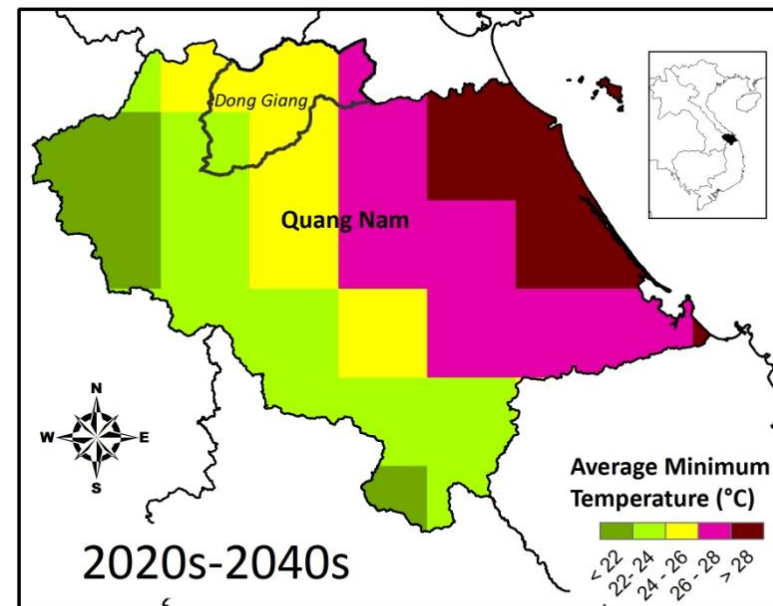 Dong Giang
Quang Nam
N
W E
S
Average Minimum
Temperature (°C)
< 22
22- 24
24 - 26
26 - 28
> 28
2020s-2040s